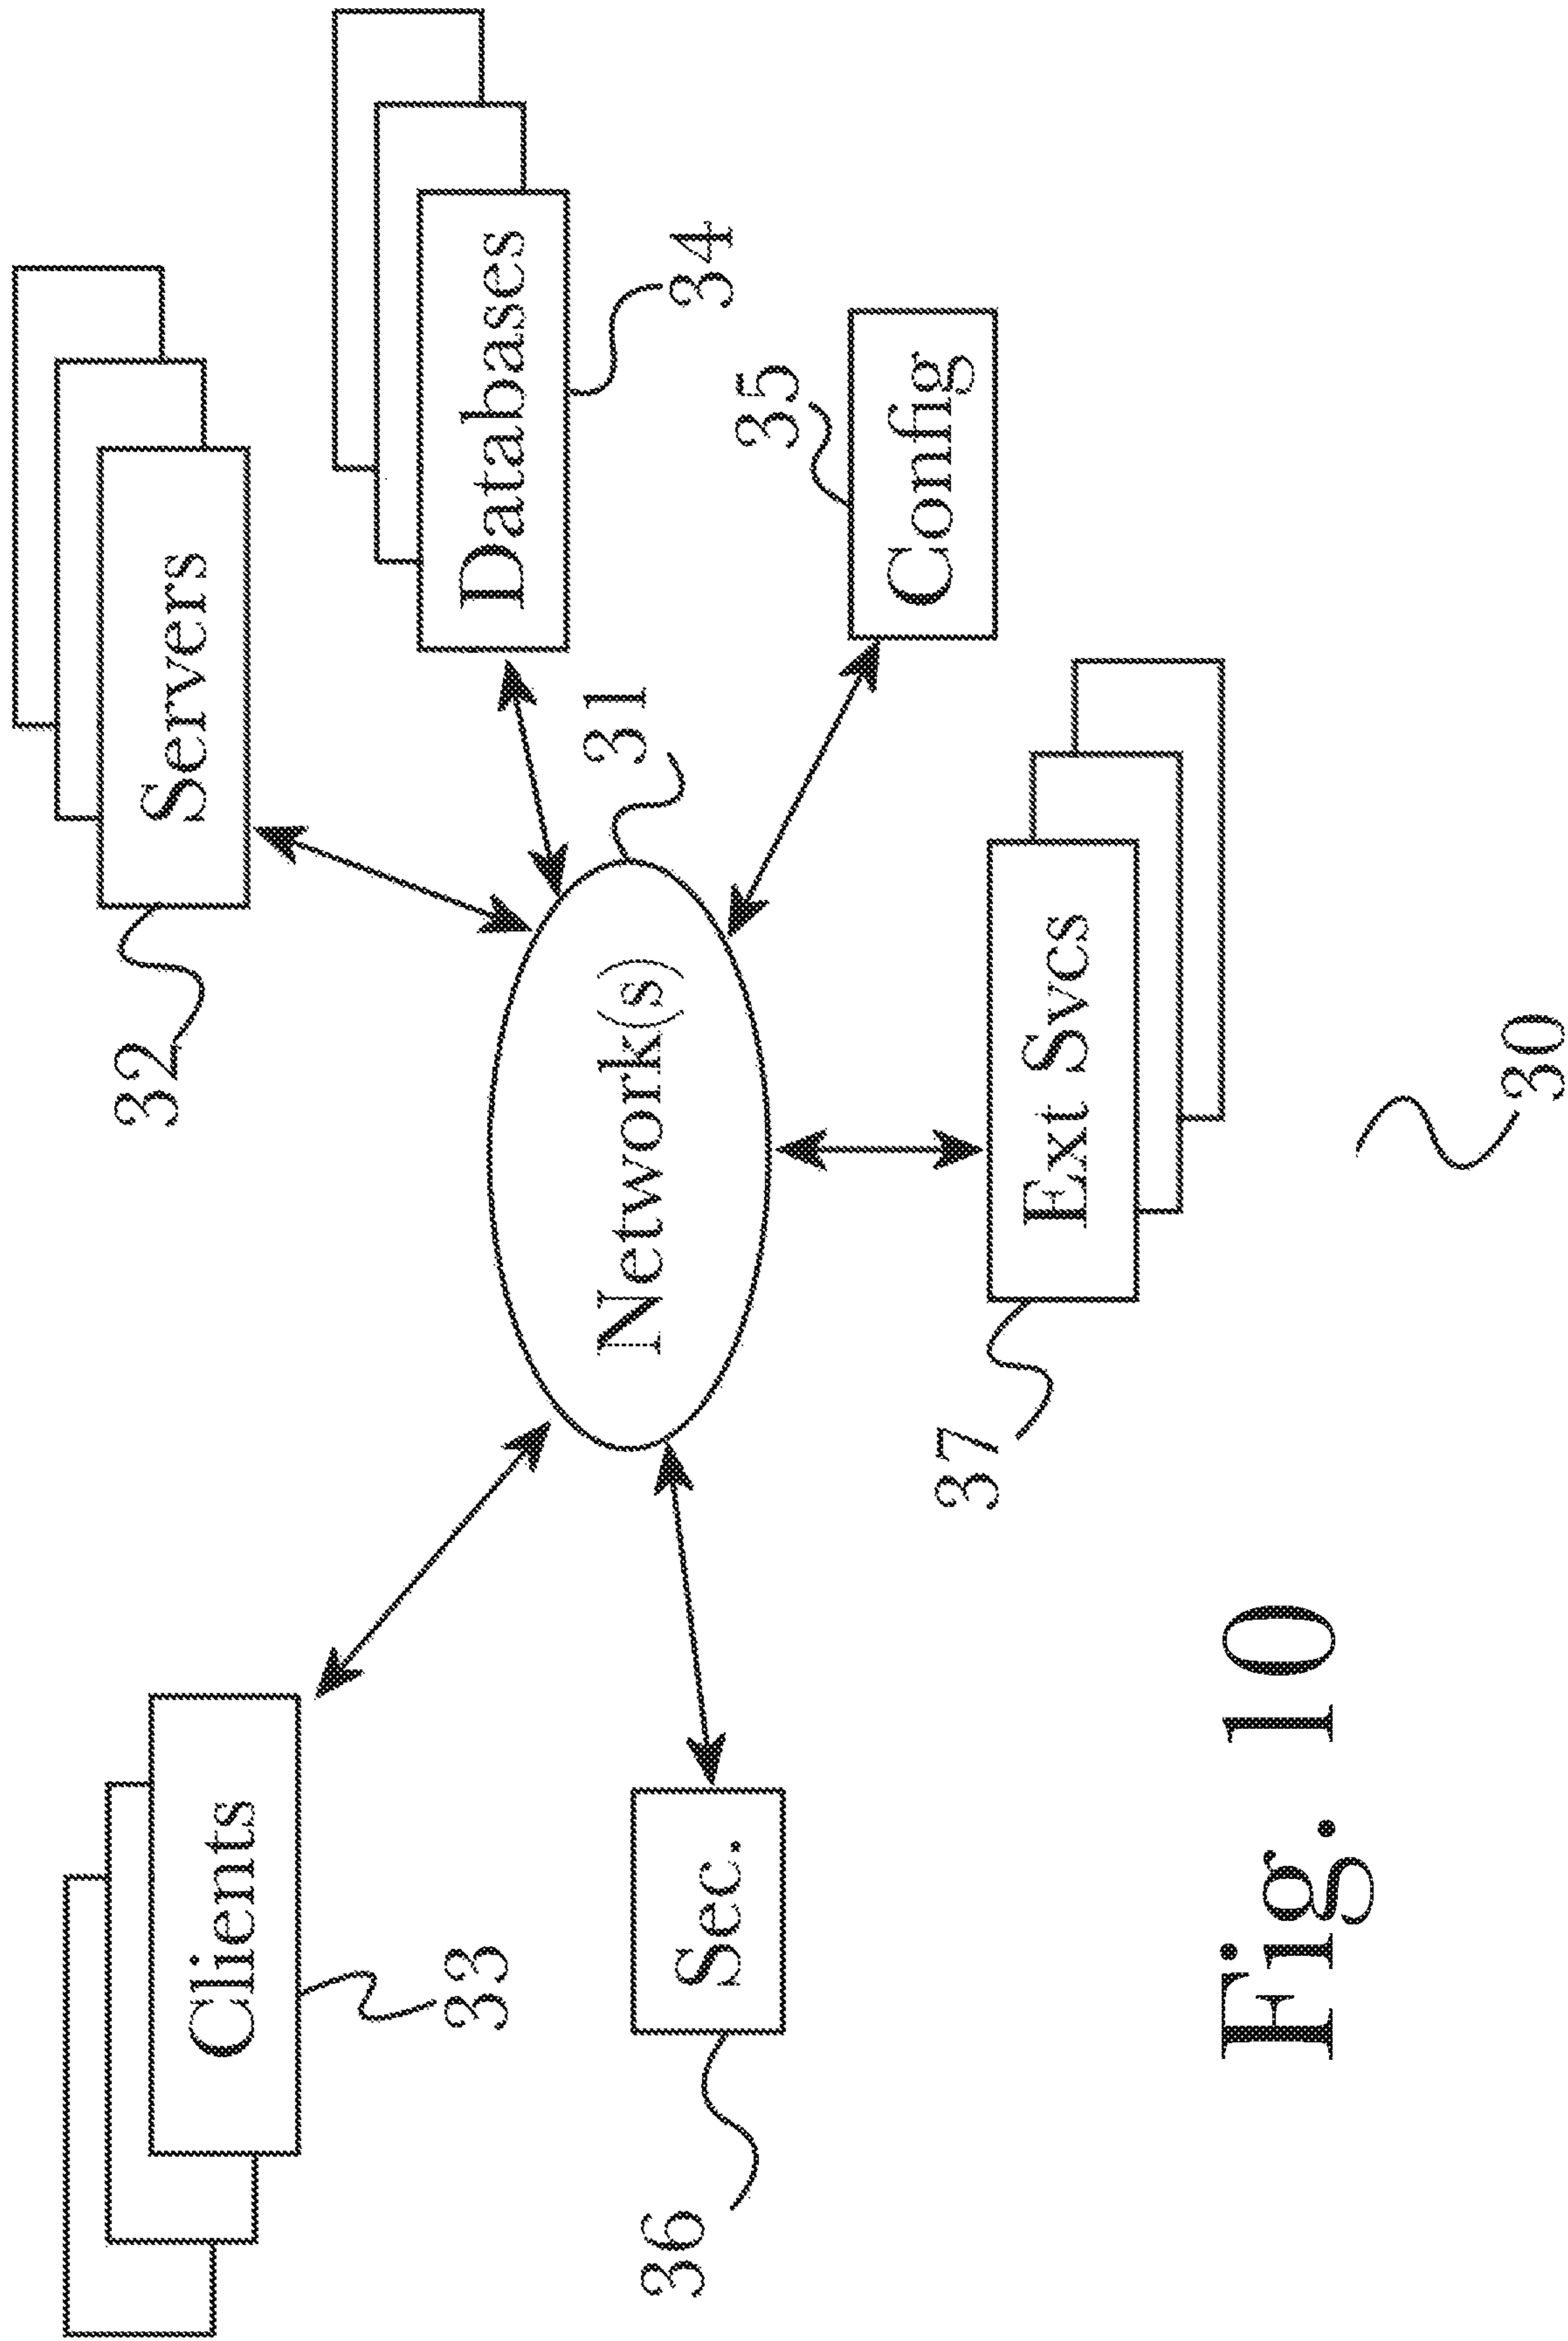 32
Servers
Clients
33
Databases
34
31
Network(s)
36
Sec.
35
Config
37
Ext Svcs
30
Fig. 10